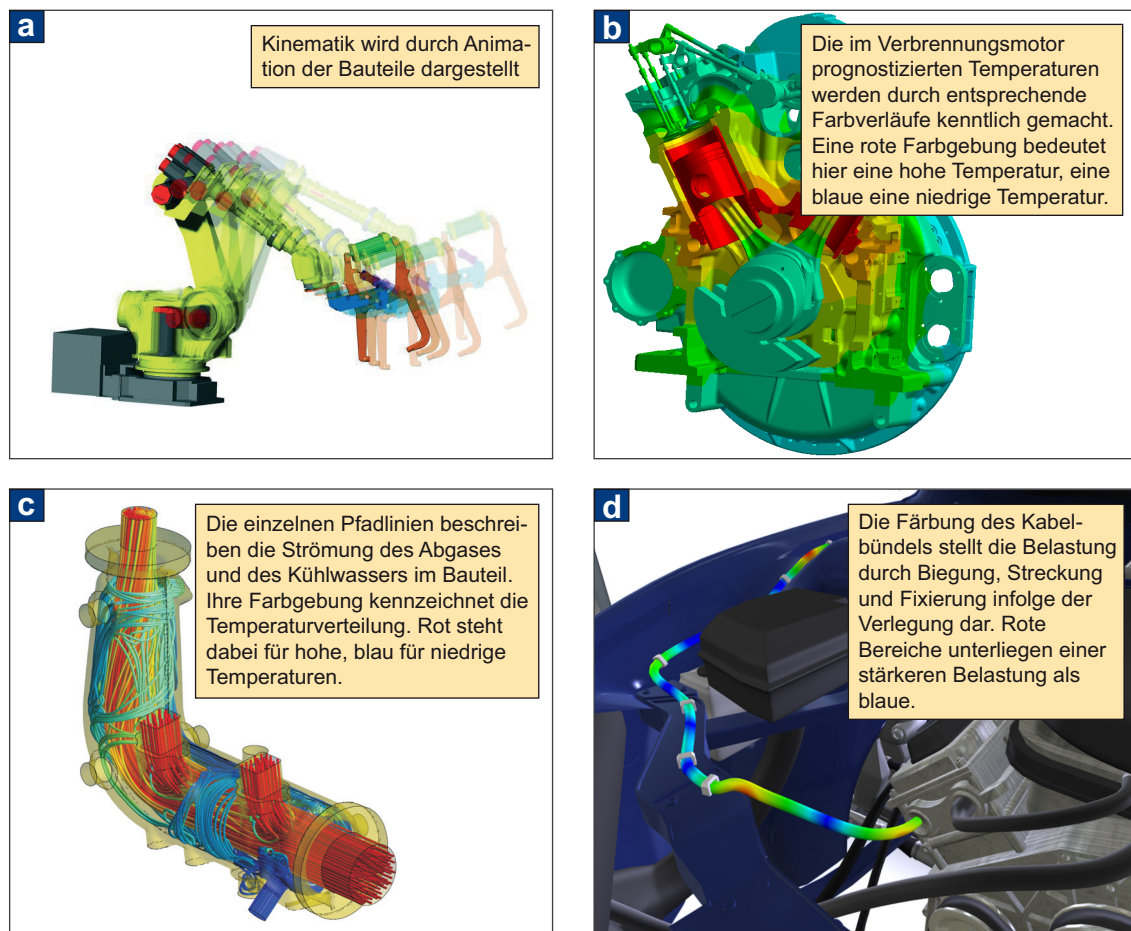 a
Kinematik wird durch Anima-
tion der Bauteile dargestellt
b
Die im Verbrennungsmotor
prognostizierten Temperaturen
werden durch entsprechende
Farbverläufe kenntlich gemacht.
Eine rote Farbgebung bedeutet
hier eine hohe Temperatur, eine
blaue eine niedrige Temperatur.
c
Die einzelnen Pfadlinien beschrei-
ben die Strömung des Abgases
und des Kühlwassers im Bauteil.
Ihre Farbgebung kennzeichnet die
Temperaturverteilung. Rot steht
dabei für hohe, blau für niedrige
Temperaturen.
d
Die Färbung des Kabel-
bündels stellt die Belastung
durch Biegung, Streckung
und Fixierung infolge der
Verlegung dar. Rote
Bereiche unterliegen einer
stärkeren Belastung als
blaue.